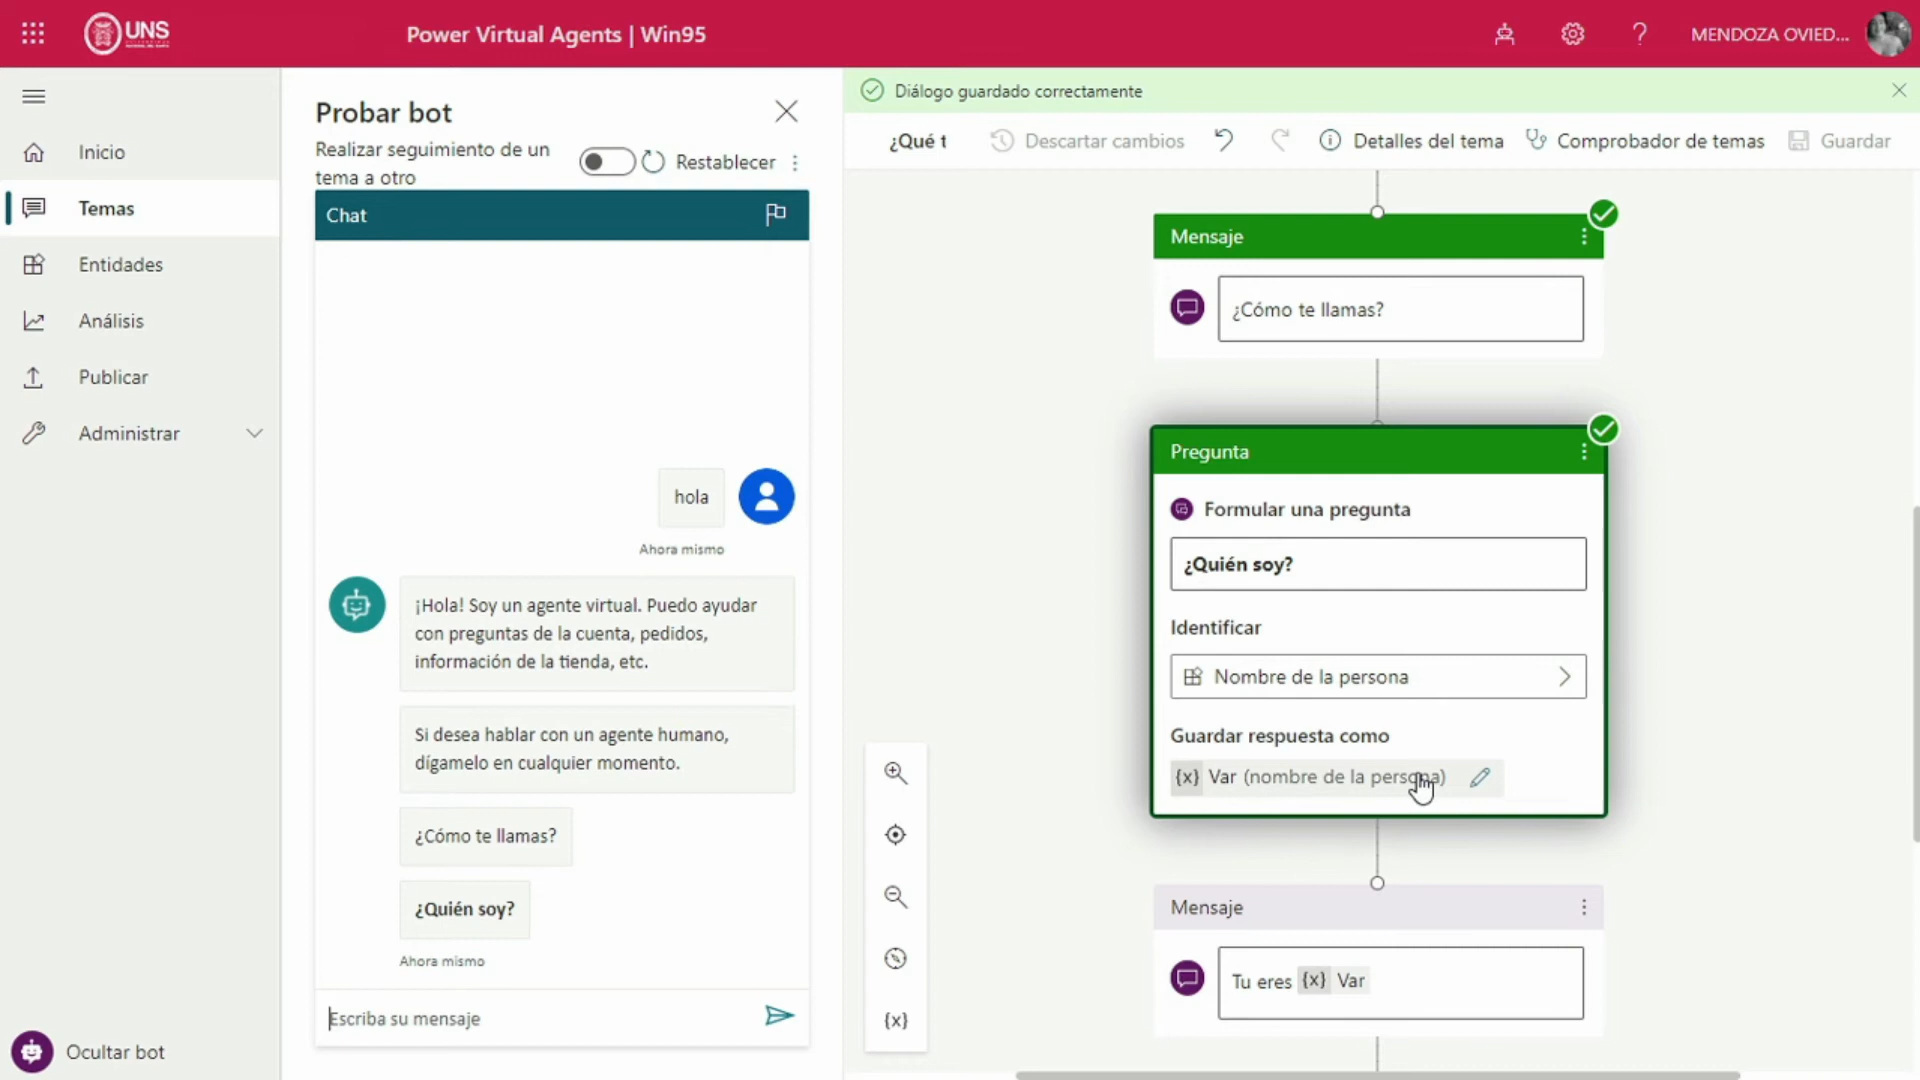 UNS
Power Virtual Agents | Win95
MENDOZA OVIED...
Inicio
Temas
Entidades
Análisis
Publicar
Administrar
Ocultar bot
Probar bot
Realizar seguimiento de un
tema a otro
Restablecer
Chat
hola
Ahora mismo
¡Hola! Soy un agente virtual. Puedo ayudar
con preguntas de la cuenta, pedidos,
información de la tienda, etc.
Si desea hablar con un agente humano,
dígamelo en cualquier momento.
¿Cómo te llamas?
¿Quién soy?
Ahora mismo
Escriba su mensaje
Diálogo guardado correctamente
¿Qué t
Descartar cambios
Detalles del tema
Comprobador de temas
Guardar
Mensaje
¿Cómo te llamas?
Pregunta
Formular una pregunta
¿Quién soy?
Identificar
Nombre de la persona
Guardar respuesta como
{x} Var (nombre de la persona)
Mensaje
Tu eres {x} Var
{x}